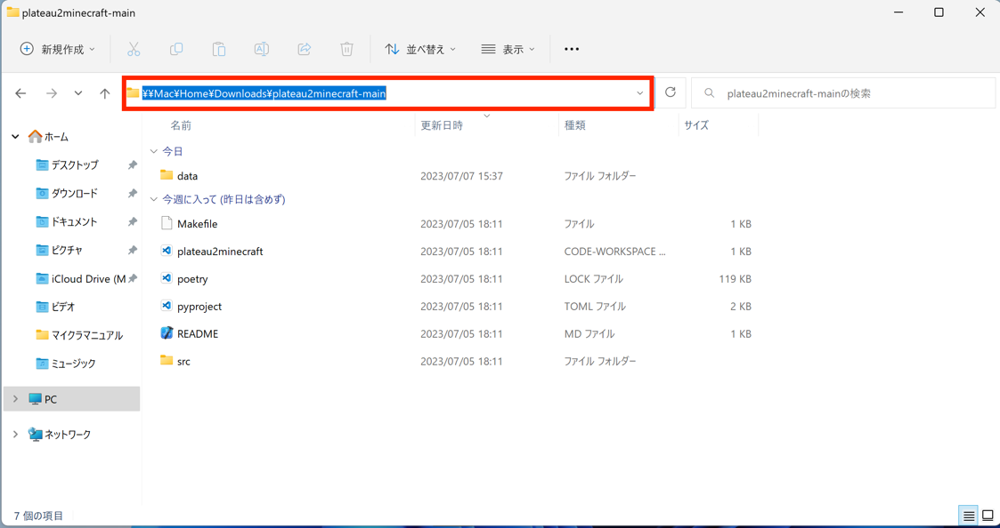 plateau2minecraft-main
新規作成
並べ替え
表示
¥¥Mac¥Home¥Downloads¥plateau2minecraft-main
plateau2minecraft-mainの検索
名前 更新日時 種類 サイズ
ホーム
デスクトップ
ダウンロード
ドキュメント
ピクチャ
iCloud Drive (M
ビデオ
マイクラマニュアル
ミュージック
PC
ネットワーク
今日
data 2023/07/07 15:37 ファイル フォルダー
今週に入って (昨日は含めず)
Makefile 2023/07/05 18:11 ファイル 1 KB
plateau2minecraft 2023/07/05 18:11 CODE-WORKSPACE ... 1 KB
poetry 2023/07/05 18:11 LOCK ファイル 119 KB
pyproject 2023/07/05 18:11 TOML ファイル 2 KB
README 2023/07/05 18:11 MD ファイル 1 KB
src 2023/07/05 18:11 ファイル フォルダー
7 個の項目